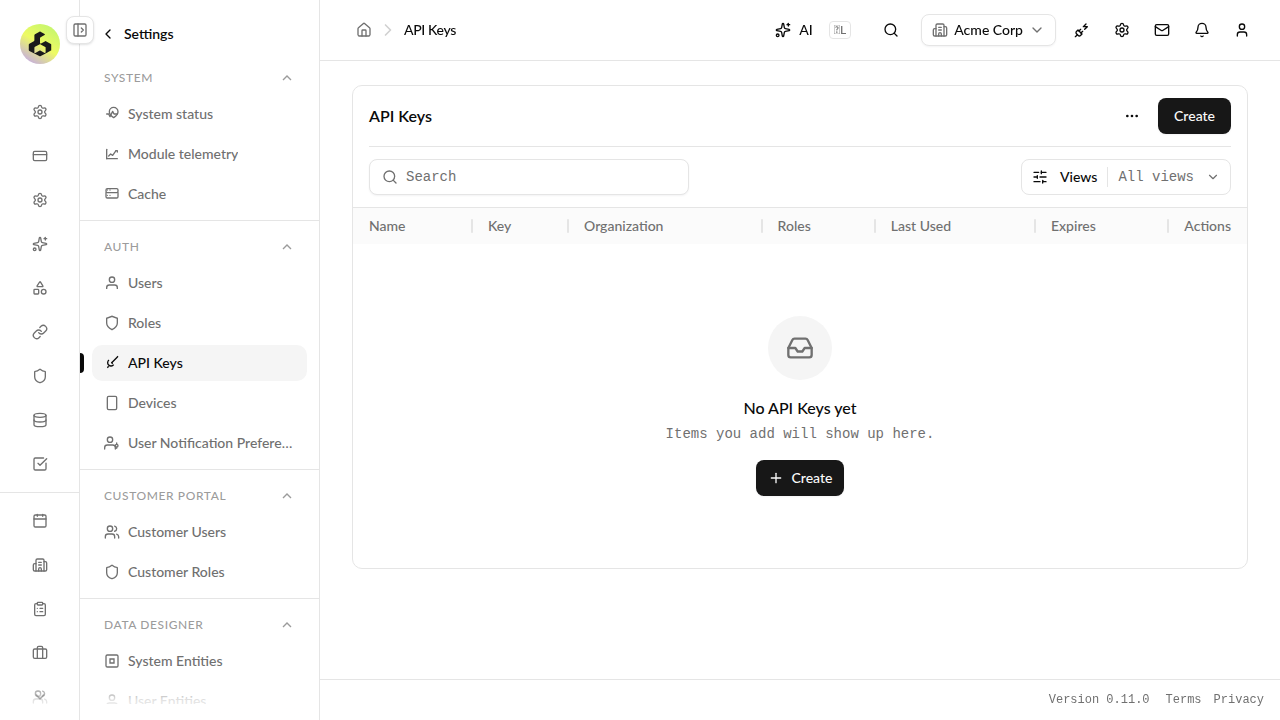 Settings
API Keys
AI
L
Acme Corp
SYSTEM
System status
Module telemetry
Cache
AUTH
Users
Roles
API Keys
Devices
User Notification Prefere...
CUSTOMER PORTAL
Customer Users
Customer Roles
DATA DESIGNER
System Entities
User Entities
API Keys
Create
Search
Views
All views
Name
Key
Organization
Roles
Last Used
Expires
Actions
No API Keys yet
Items you add will show up here.
Create
Version 0.11.0
Terms
Privacy